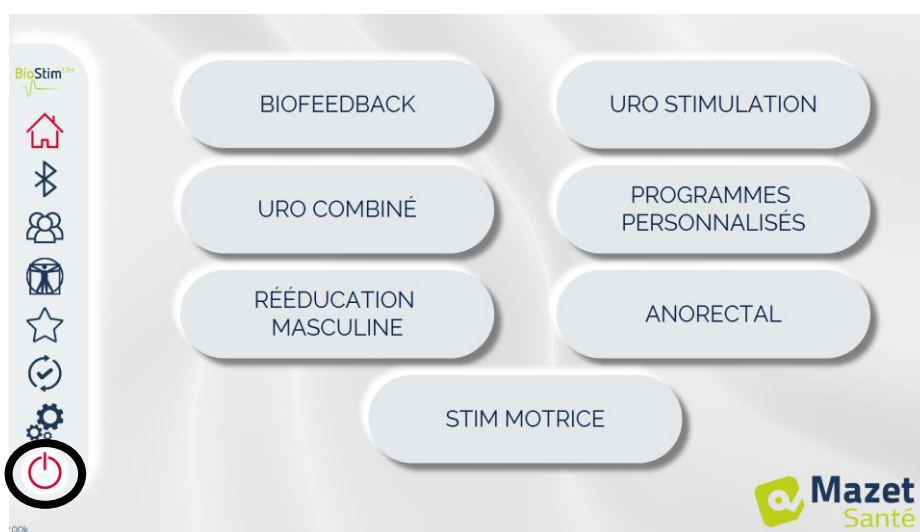 BioStim
BIOFEEDBACK
URO STIMULATION
URO COMBINÉ
PROGRAMMES
PERSONNALISÉS
RÉÉDUCATION
MASCULINE
ANORECTAL
STIM MOTRICE
Mazet
Santé